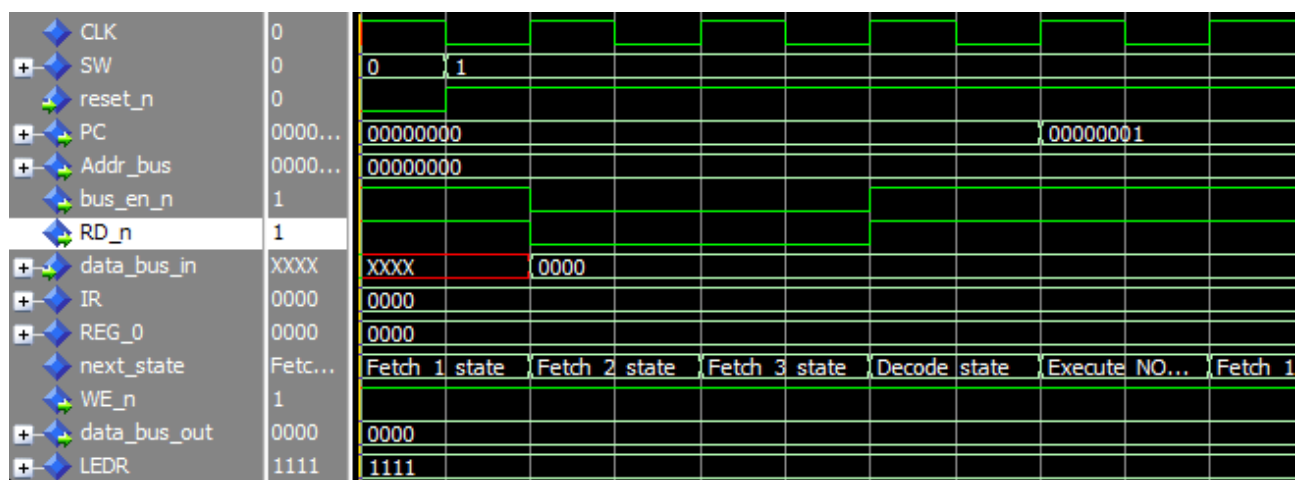 CLK 0
SW 0 0 1
reset_n 0
PC 0000... 00000000 00000001
Addr_bus 0000... 00000000
bus_en_n 1
RD_n 1
data_bus_in XXXX XXXX 0000
IR 0000 0000
REG_0 0000 0000
next_state Fetc... Fetch 1 state Fetch 2 state Fetch 3 state Decode state Execute NO... Fetch 1
WE_n 1
data_bus_out 0000 0000
LEDR 1111 1111